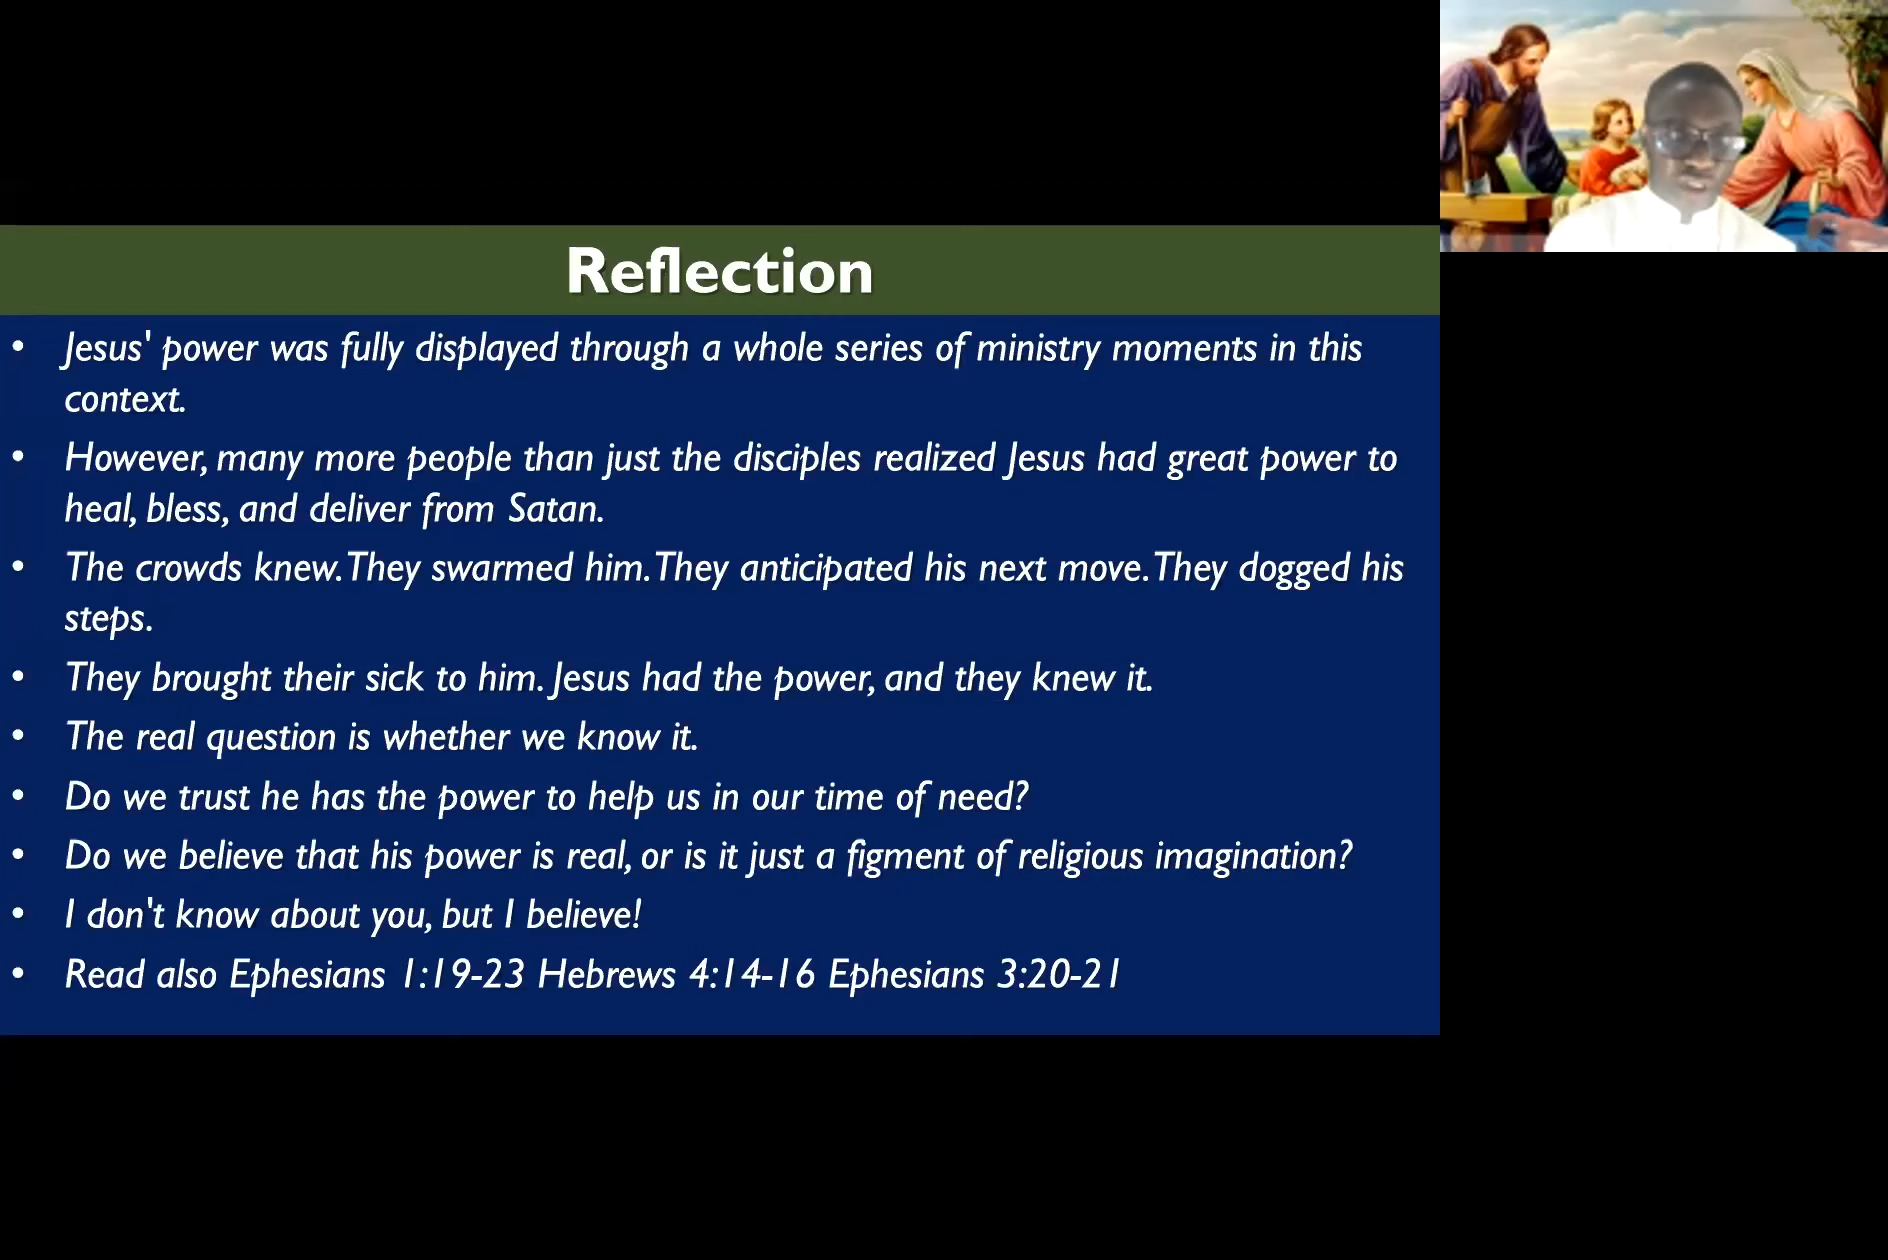 Reflection
• Jesus' power was fully displayed through a whole series of ministry moments in this
context.
• However, many more people than just the disciples realized Jesus had great power to
heal, bless, and deliver from Satan.
• The crowds knew. They swarmed him. They anticipated his next move. They dogged his
steps.
• They brought their sick to him. Jesus had the power, and they knew it.
• The real question is whether we know it.
• Do we trust he has the power to help us in our time of need?
• Do we believe that his power is real, or is it just a figment of religious imagination?
• I don't know about you, but I believe!
• Read also Ephesians 1:19-23 Hebrews 4:14-16 Ephesians 3:20-21